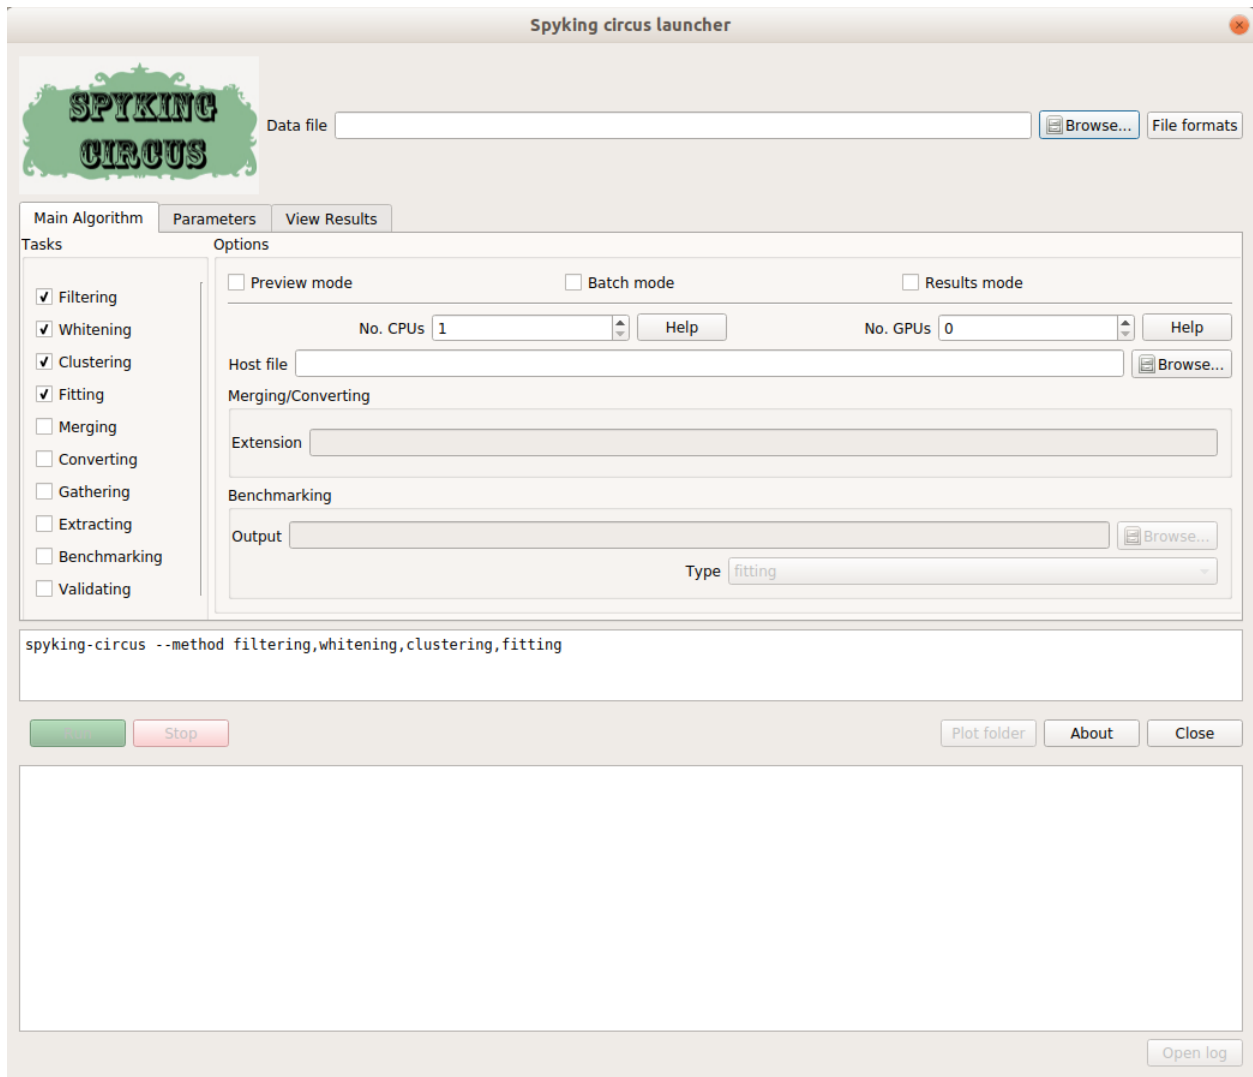 Spyking circus launcher
SPYKING
CIRCUS
Data file
Browse...
File formats
Main Algorithm
Parameters
View Results
Tasks
Options
Filtering
Whitening
Clustering
Fitting
Merging
Converting
Gathering
Extracting
Benchmarking
Validating
Preview mode
Batch mode
Results mode
No. CPUs 1
Help
No. GPUs 0
Help
Host file
Browse...
Merging/Converting
Extension
Benchmarking
Output
Browse...
Type fitting
spyking-circus --method filtering,whitening,clustering,fitting
Stop
Plot folder
About
Close
Open log